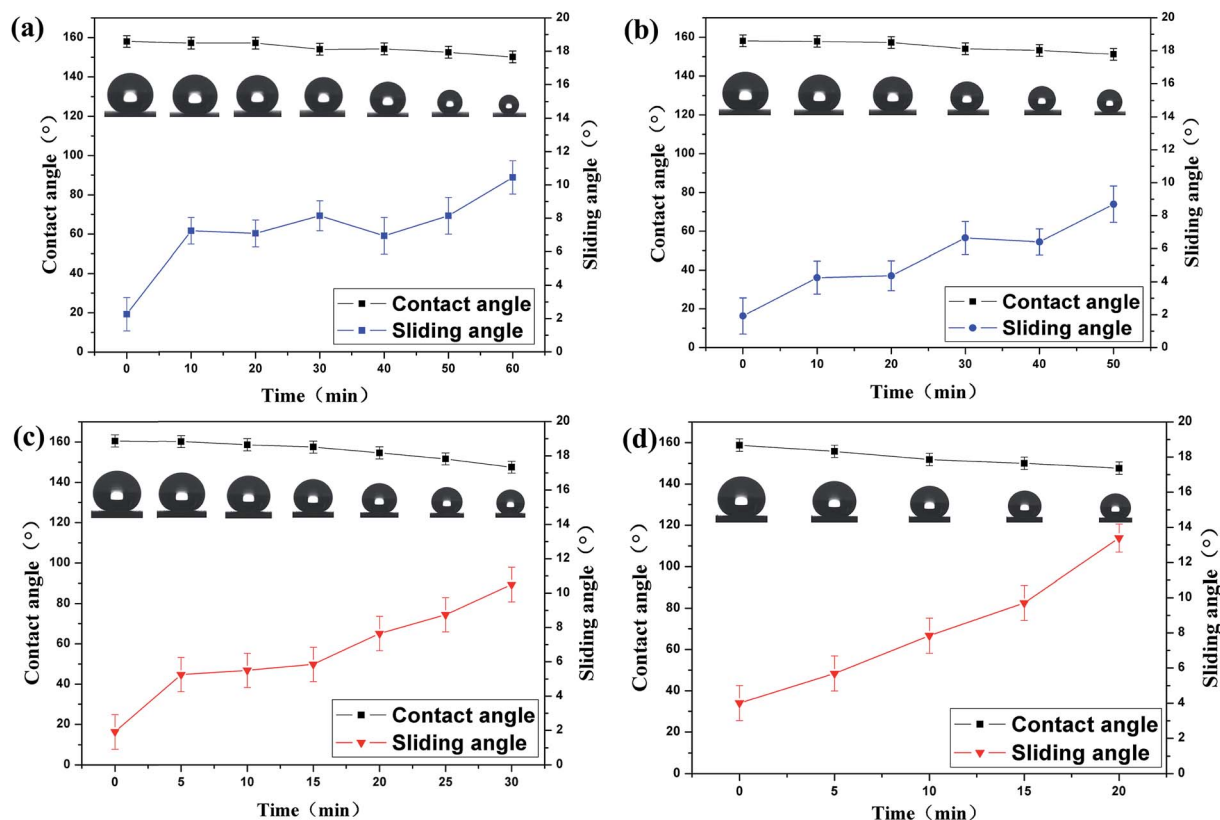 (a)
160
140
120
100
80
60
40
20
0
Contact angle（°）
20
18
16
14
12
10
8
6
4
2
0
Sliding angle（°）
Contact angle
Sliding angle
0 10 20 30 40 50 60
Time（min）
(b)
160
140
120
100
80
60
40
20
0
Contact angle（°）
20
18
16
14
12
10
8
6
4
2
0
Sliding angle（°）
Contact angle
Sliding angle
0 10 20 30 40 50
Time（min）
(c)
160
140
120
100
80
60
40
20
0
Contact angle（°）
20
18
16
14
12
10
8
6
4
2
0
Sliding angle（°）
Contact angle
Sliding angle
0 5 10 15 20 25 30
Time（min）
(d)
160
140
120
100
80
60
40
20
0
Contact angle（°）
20
18
16
14
12
10
8
6
4
2
0
Sliding angle（°）
Contact angle
Sliding angle
0 5 10 15 20
Time（min）